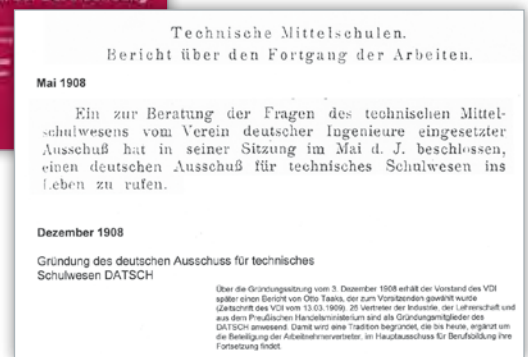 Technische Mittelschulen.
Bericht über den Fortgang der Arbeiten.
Mai 1908
Ein zur Beratung der Fragen des technischen Mittel-
schulwesens vom Verein deutscher Ingenieure eingesetzter
Ausschuß hat in seiner Sitzung im Mai d. J. beschlossen,
einen deutschen Ausschuß für technisches Schulwesen ins
Leben zu rufen.
Dezember 1908
Gründung des deutschen Ausschuss für technisches
Schulwesen DATSCH
Über die Gründungssitzung vom 3. Dezember 1908 erhält der Vorstand des VDI
später einen Bericht von Otto Taaks, der zum Vorsitzenden gewählt wurde
(Zeitschrift des VDI vom 13.03.1909). 26 Vertreter der Industrie, der Lehrerschaft und
aus dem Preußischen Handelsministerium sind als Gründungsmitglieder des
DATSCH anwesend. Damit wird eine Tradition begründet, die bis heute, ergänzt um
die Beteiligung der Arbeitnehmervertreter, im Hauptausschuss für Berufsbildung ihre
Fortsetzung findet.